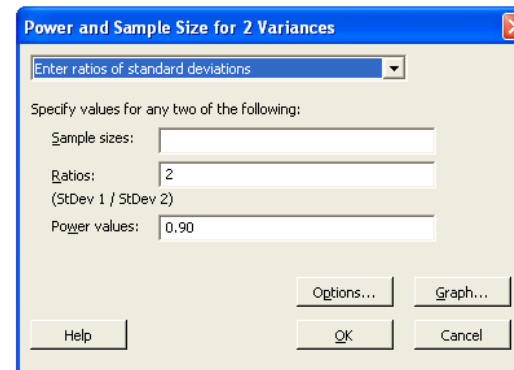 Power and Sample Size for 2 Variances
Enter ratios of standard deviations
Specify values for any two of the following:
Sample sizes:
Ratios: 2
(StDev 1 / StDev 2)
Power values: 0.90
Options... Graph...
Help OK Cancel